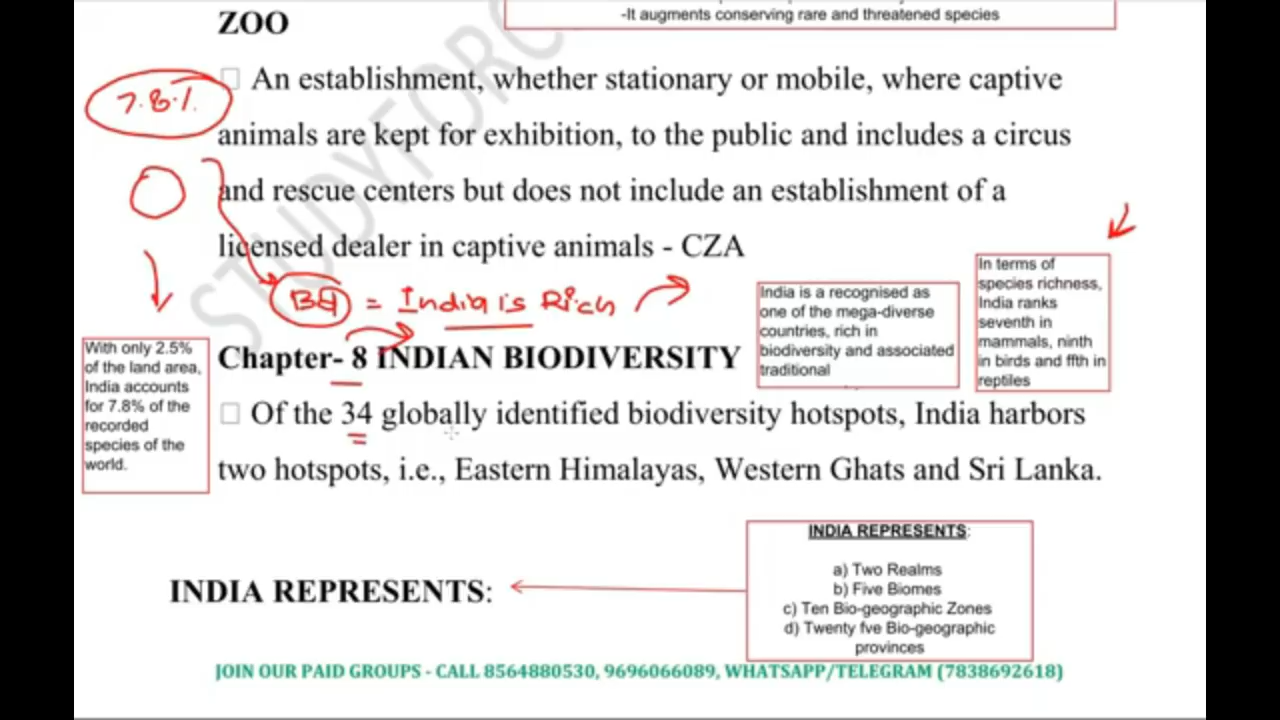 -It augments conserving rare and threatened species
ZOO
An establishment, whether stationary or mobile, where captive
animals are kept for exhibition, to the public and includes a circus
and rescue centers but does not include an establishment of a
licensed dealer in captive animals - CZA
7.8%
= India is Rich
India is a recognised as
one of the mega-diverse
countries, rich in
biodiversity and associated
traditional
In terms of
species richness,
India ranks
seventh in
mammals, ninth
in birds and ffth in
reptiles
With only 2.5%
of the land area,
India accounts
for 7.8% of the
recorded
species of the
world.
Chapter- 8 INDIAN BIODIVERSITY
Of the 34 globally identified biodiversity hotspots, India harbors
two hotspots, i.e., Eastern Himalayas, Western Ghats and Sri Lanka.
INDIA REPRESENTS:
INDIA REPRESENTS:
a) Two Realms
b) Five Biomes
c) Ten Bio-geographic Zones
d) Twenty fve Bio-geographic
provinces
JOIN OUR PAID GROUPS - CALL 8564880530, 9696066089, WHATSAPP/TELEGRAM (7838692618)
STUDYFORC